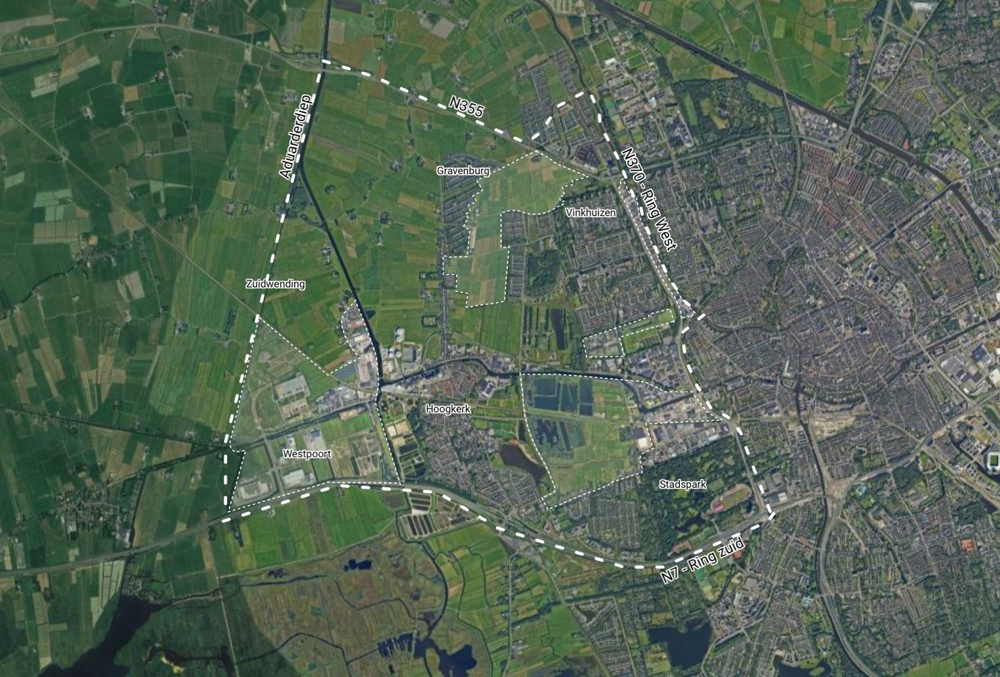 N355
Aduarderdiep
N370 - Ring West
Gravenburg
Vinkhuizen
Zuidwending
Hoogkerk
Westpoort
Stadspark
N7 - Ring zuid